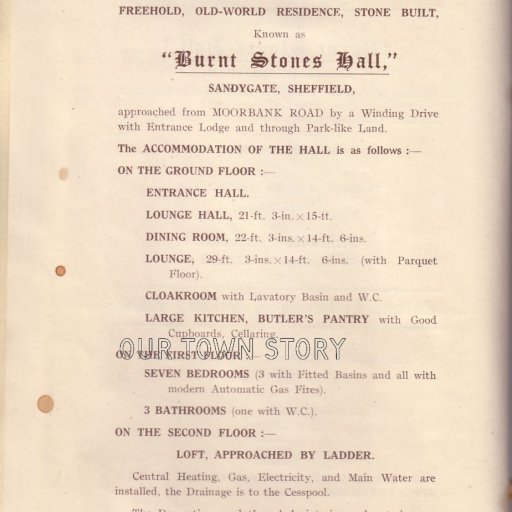 FREEHOLD, OLD-WORLD RESIDENCE, STONE BUILT,
Known as
"Burnt Stones Hall,"
SANDYGATE, SHEFFIELD,
approached from MOORBANK ROAD by a Winding Drive
with Entrance Lodge and through Park-like Land.
The ACCOMMODATION OF THE HALL is as follows :—
ON THE GROUND FLOOR :—
ENTRANCE HALL.
LOUNGE HALL, 21-ft. 3-in. × 15-ft.
DINING ROOM, 22-ft. 3-ins. × 14-ft. 6-ins.
LOUNGE, 29-ft. 3-ins. × 14-ft. 6-ins. (with Parquet
Floor).
CLOAKROOM with Lavatory Basin and W.C.
LARGE KITCHEN, BUTLER'S PANTRY with Good
Cupboards, Cellaring.
OUR TOWN STORY
ON THE FIRST FLOOR
SEVEN BEDROOMS (3 with Fitted Basins and all with
modern Automatic Gas Fires).
3 BATHROOMS (one with W.C.).
ON THE SECOND FLOOR :—
LOFT, APPROACHED BY LADDER.
Central Heating, Gas, Electricity, and Main Water are
installed, the Drainage is to the Cesspool.